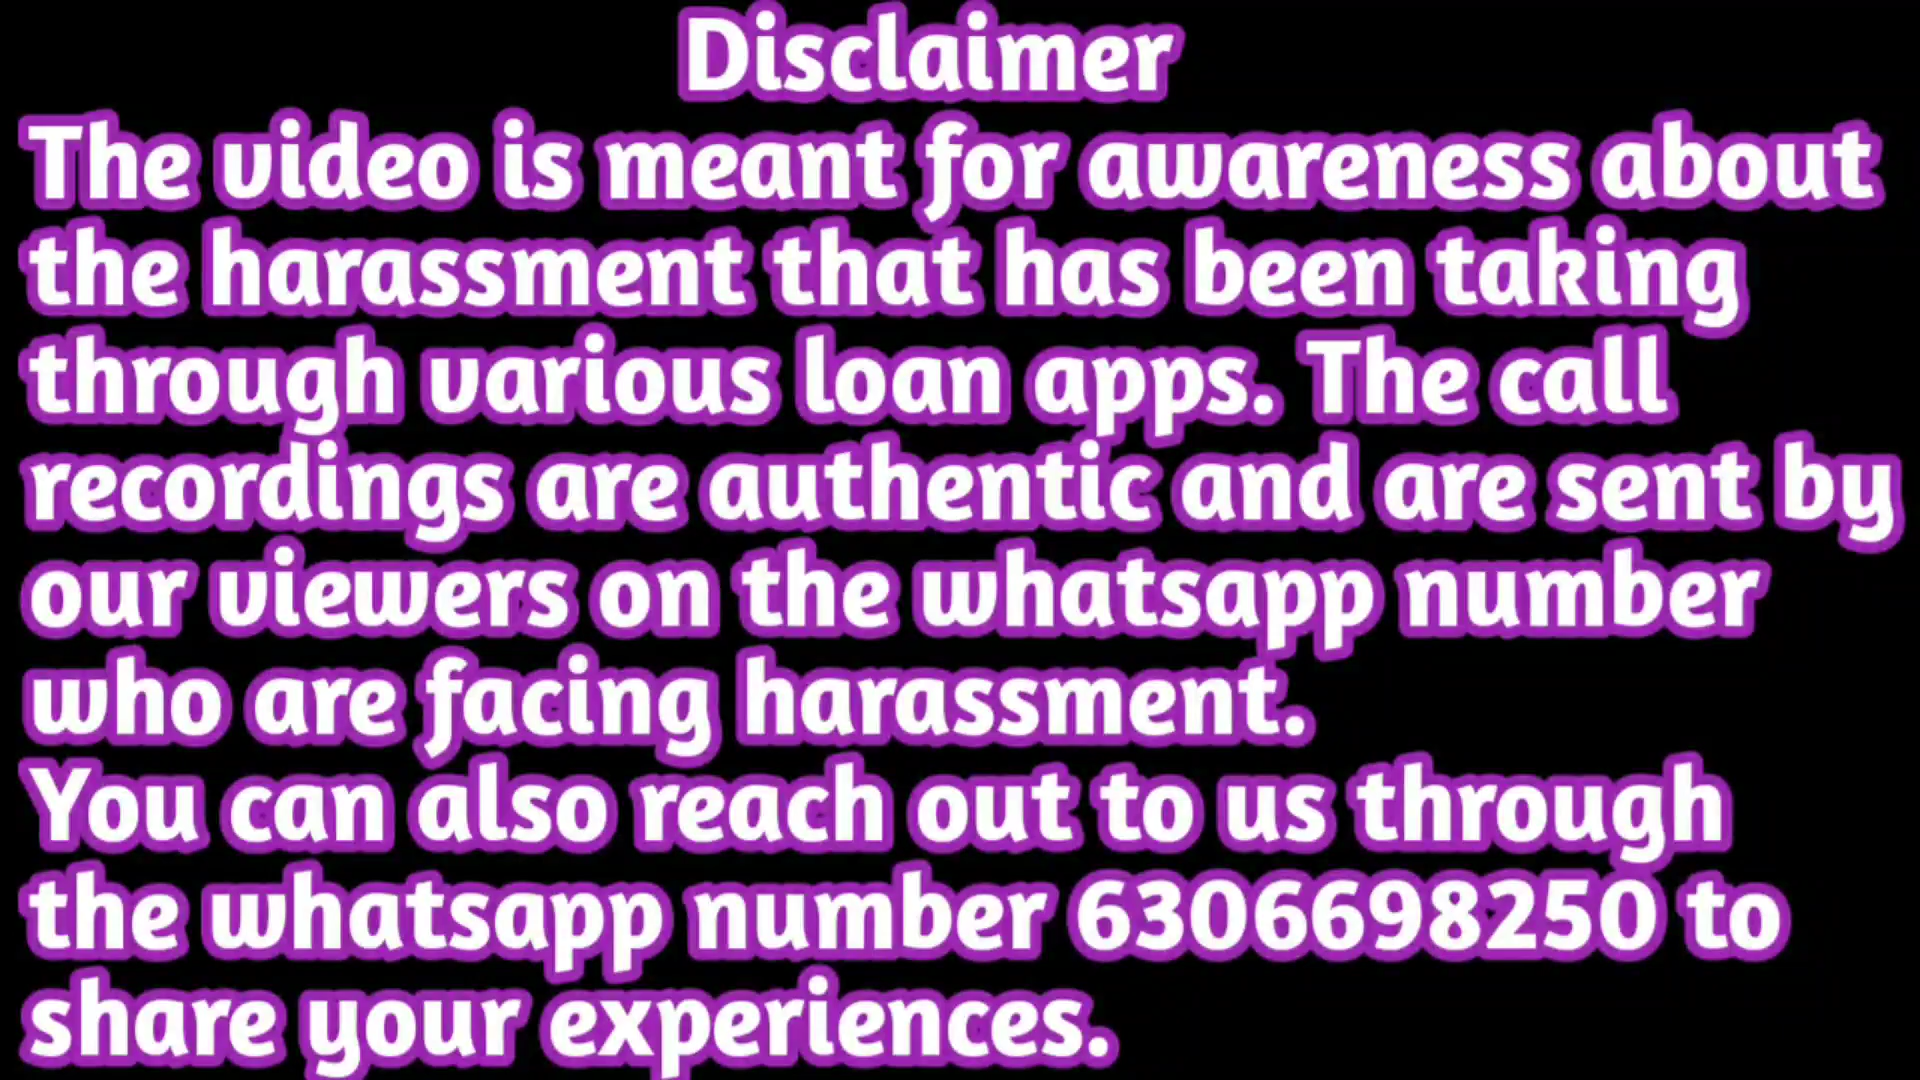 Disclaimer
The video is meant for awareness about
the harassment that has been taking
through various loan apps. The call
recordings are authentic and are sent by
our viewers on the whatsapp number
who are facing harassment.
You can also reach out to us through
the whatsapp number 6306698250 to
share your experiences.